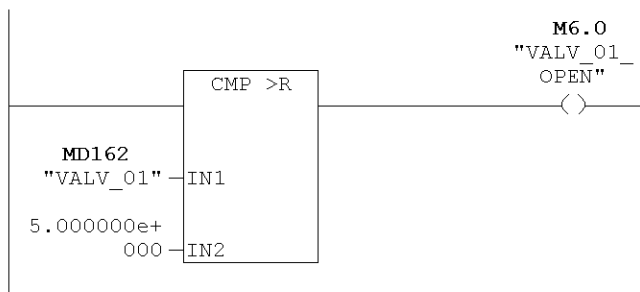 M6.0
"VALV_01_
OPEN"
CMP >R
MD162
"VALV_01"
IN1
5.000000e+
000
IN2